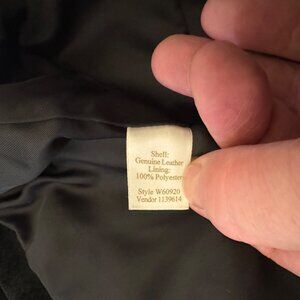 Shell:
Genuine Leather
Lining:
100% Polyester
Style W60920
Vendor 1139614